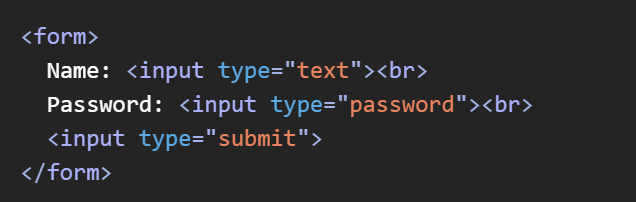 <form>
Name: <input type="text"><br>
Password: <input type="password"><br>
<input type="submit">
</form>